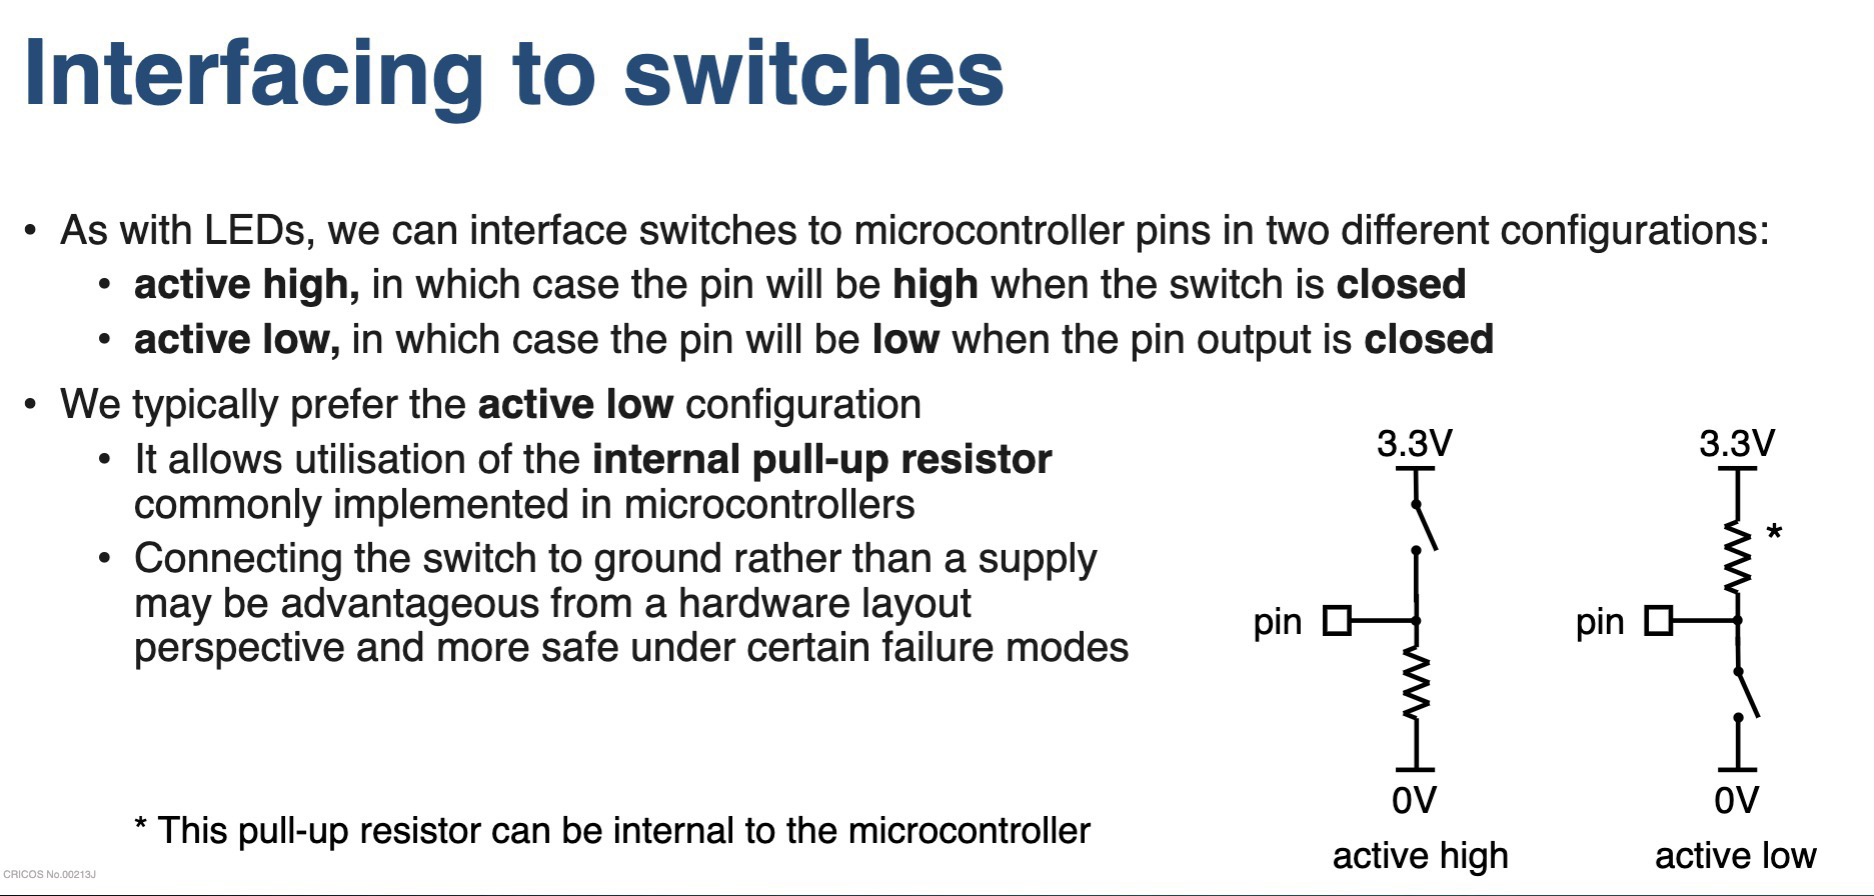 Interfacing to switches
• As with LEDs, we can interface switches to microcontroller pins in two different configurations:
• active high, in which case the pin will be high when the switch is closed
• active low, in which case the pin will be low when the pin output is closed
• We typically prefer the active low configuration
• It allows utilisation of the internal pull-up resistor
commonly implemented in microcontrollers
• Connecting the switch to ground rather than a supply
may be advantageous from a hardware layout
perspective and more safe under certain failure modes
* This pull-up resistor can be internal to the microcontroller
3.3V
pin
0V
active high
3.3V
*
pin
0V
active low
CRICOS No.00213J